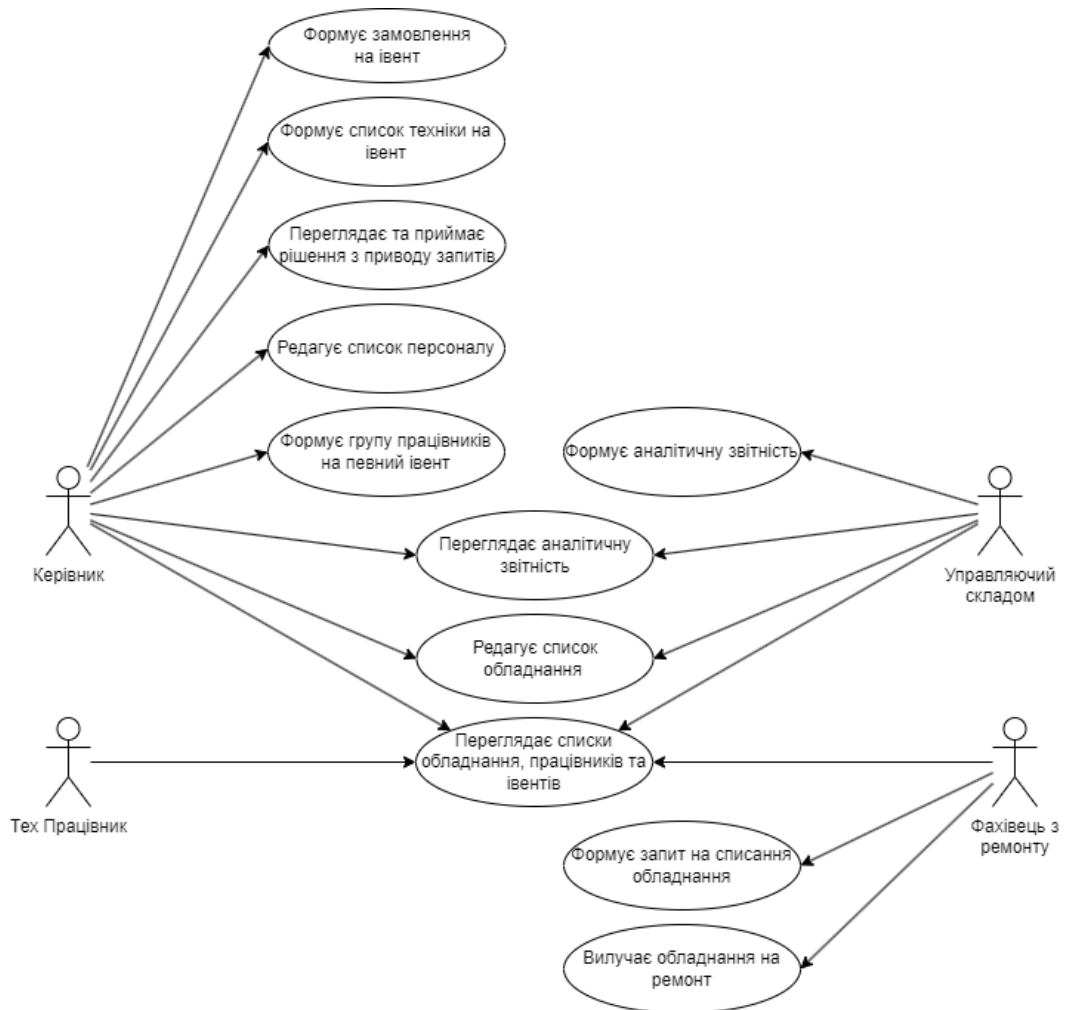 Формує замовлення
на івент
Формує список техніки на
івент
Переглядає та приймає
рішення з приводу запитів
Редагує список персоналу
Формує групу працівників
на певний івент
Формує аналітичну звітність
Керівник
Переглядає аналітичну
звітність
Управляючий
складом
Редагує список
обладнання
Переглядає списки
обладнання, працівників та
івентів
Тех Працівник
Фахівець з
ремонту
Формує запит на списання
обладнання
Вилучає обладнання на
ремонт